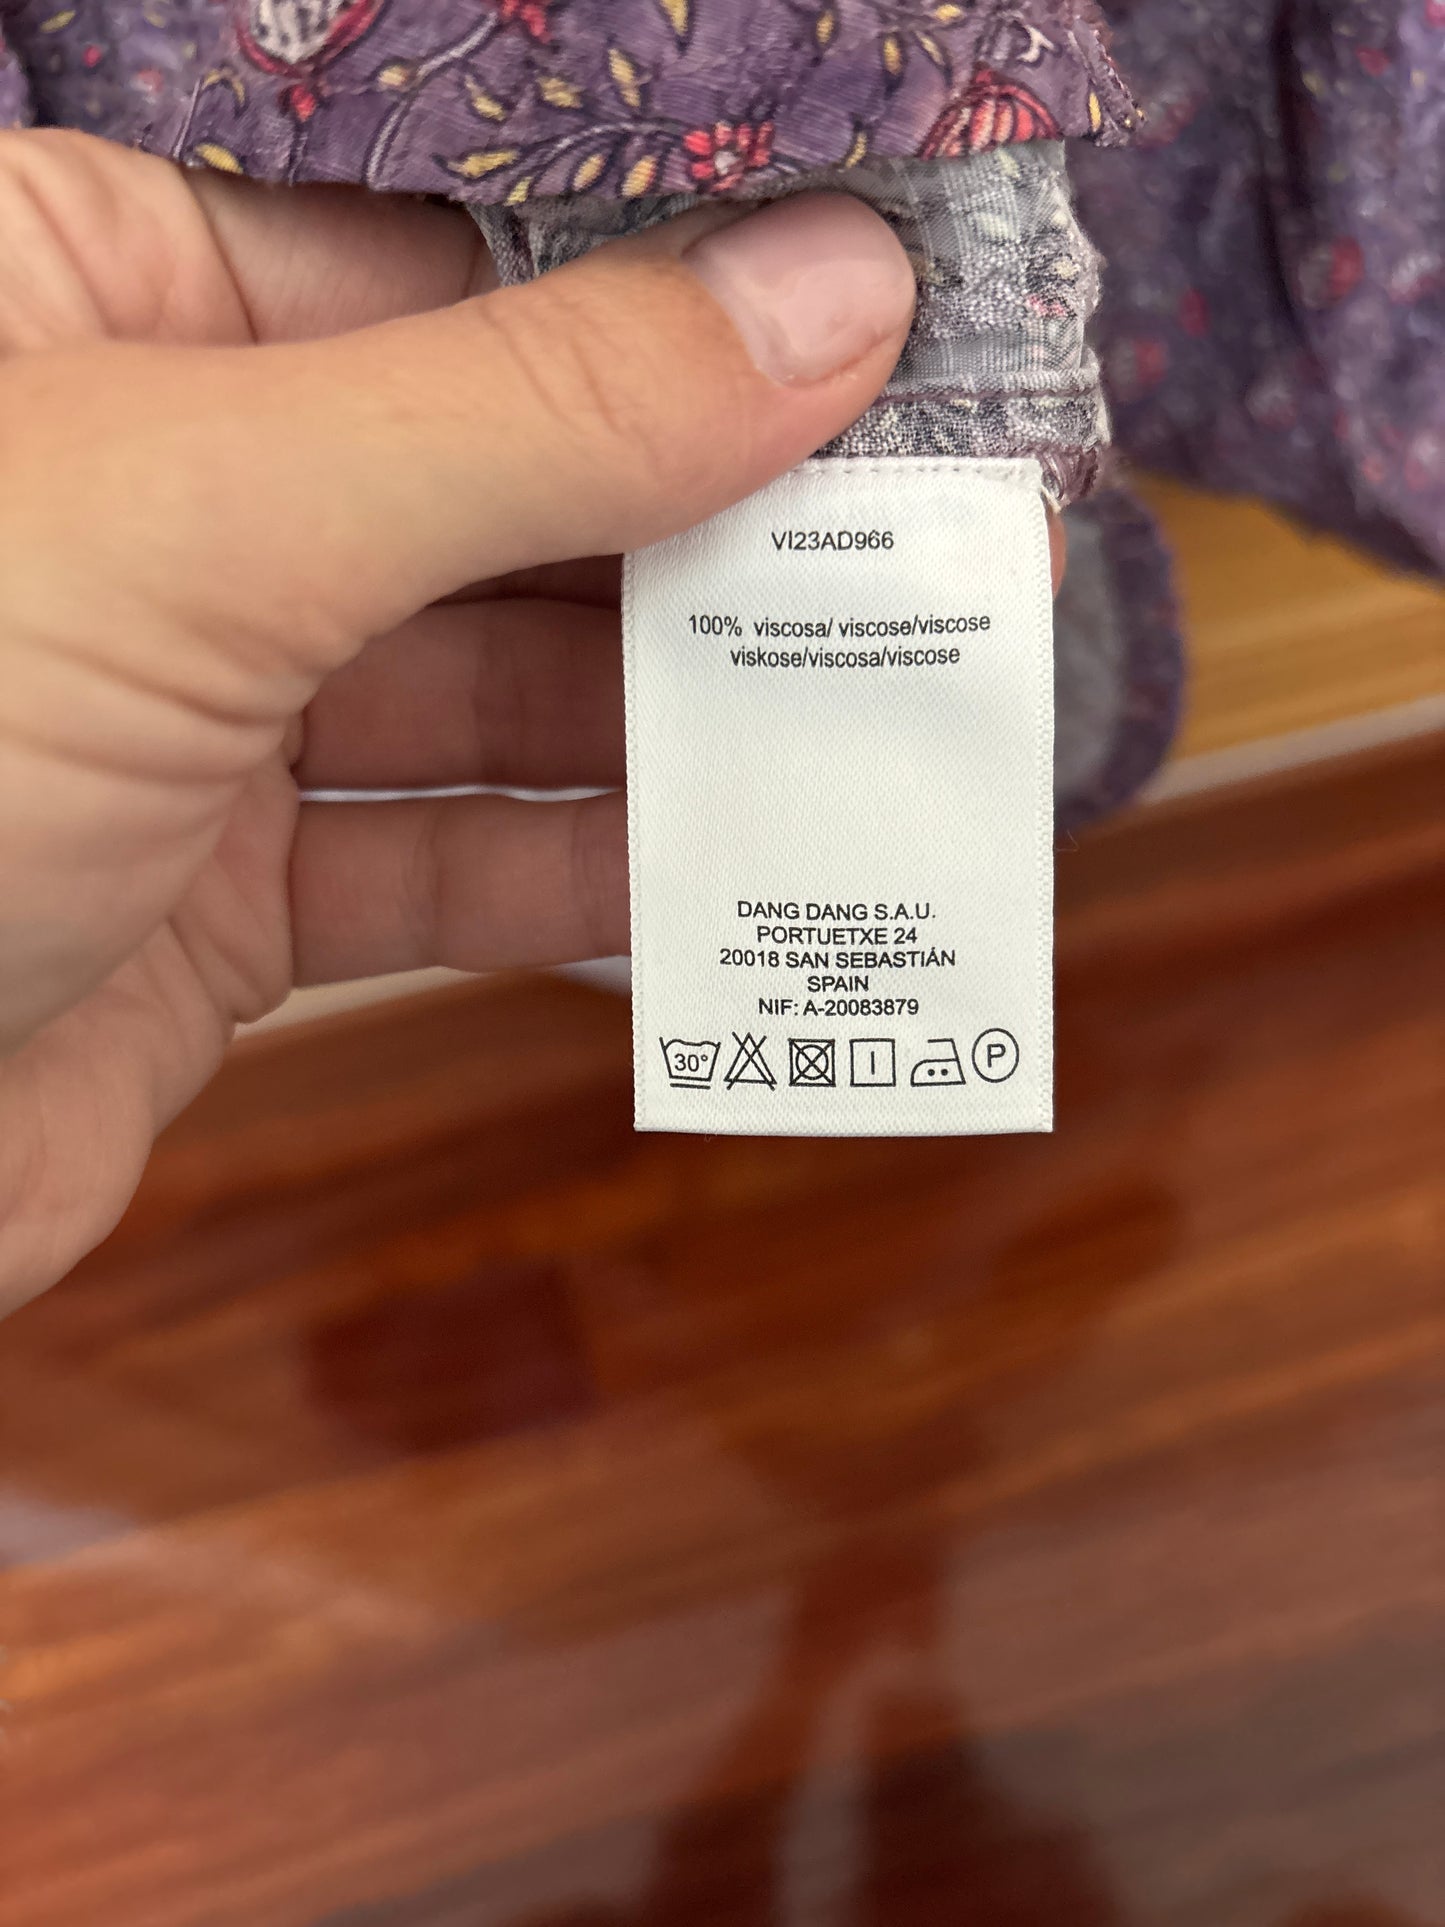 VI23AD966
100% viscosa/ viscose/viscose
viskose/viscosa/viscose
DANG DANG S.A.U.
PORTUETXE 24
20018 SAN SEBASTIÁN
SPAIN
NIF: A-20083879
30° P